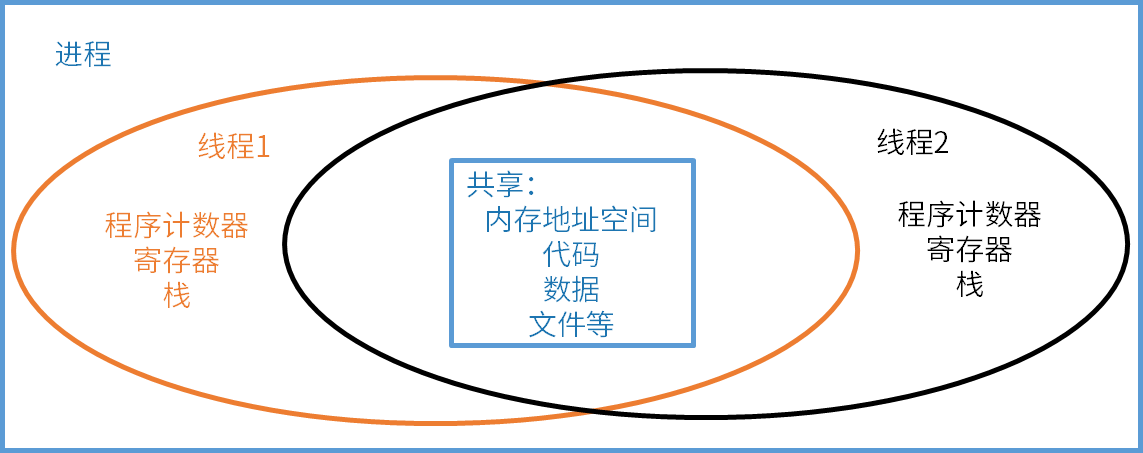 进程
线程1
程序计数器
寄存器
栈
共享：
内存地址空间
代码
数据
文件等
线程2
程序计数器
寄存器
栈